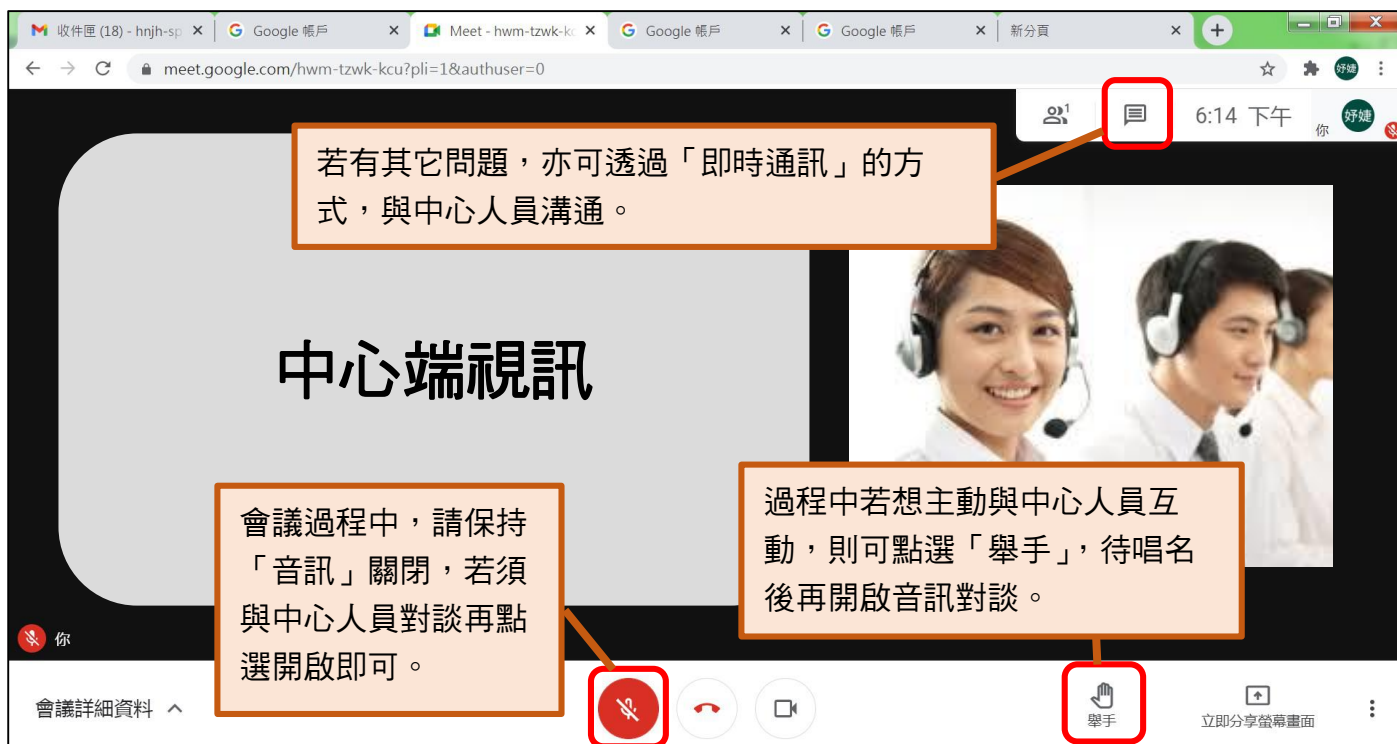 收件匣 (18) - hnjh-sp
Google 帳戶
Meet - hwm-tzwk-kc
Google 帳戶
Google 帳戶
新分頁
meet.google.com/hwm-tzwk-kcu?pli=1&authuser=0
妤婕
1
6:14 下午
你
妤婕
若有其它問題，亦可透過「即時通訊」的方
式，與中心人員溝通。
中心端視訊
會議過程中，請保持
「音訊」關閉，若須
與中心人員對談再點
選開啟即可。
過程中若想主動與中心人員互
動，則可點選「舉手」，待唱名
後再開啟音訊對談。
你
會議詳細資料
舉手
立即分享螢幕畫面